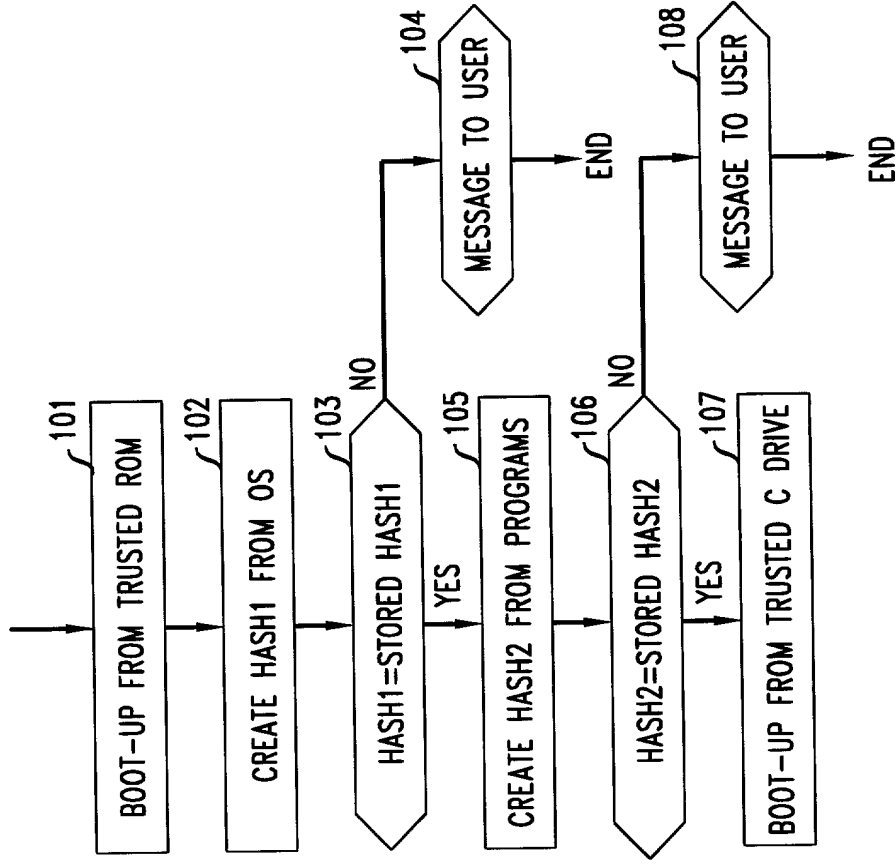 101
BOOT-UP FROM TRUSTED ROM
102
CREATE HASH1 FROM OS
103
HASH1=STORED HASH1
NO
104
MESSAGE TO USER
END
YES
105
CREATE HASH2 FROM PROGRAMS
106
HASH2=STORED HASH2
NO
108
MESSAGE TO USER
END
YES
107
BOOT-UP FROM TRUSTED C DRIVE